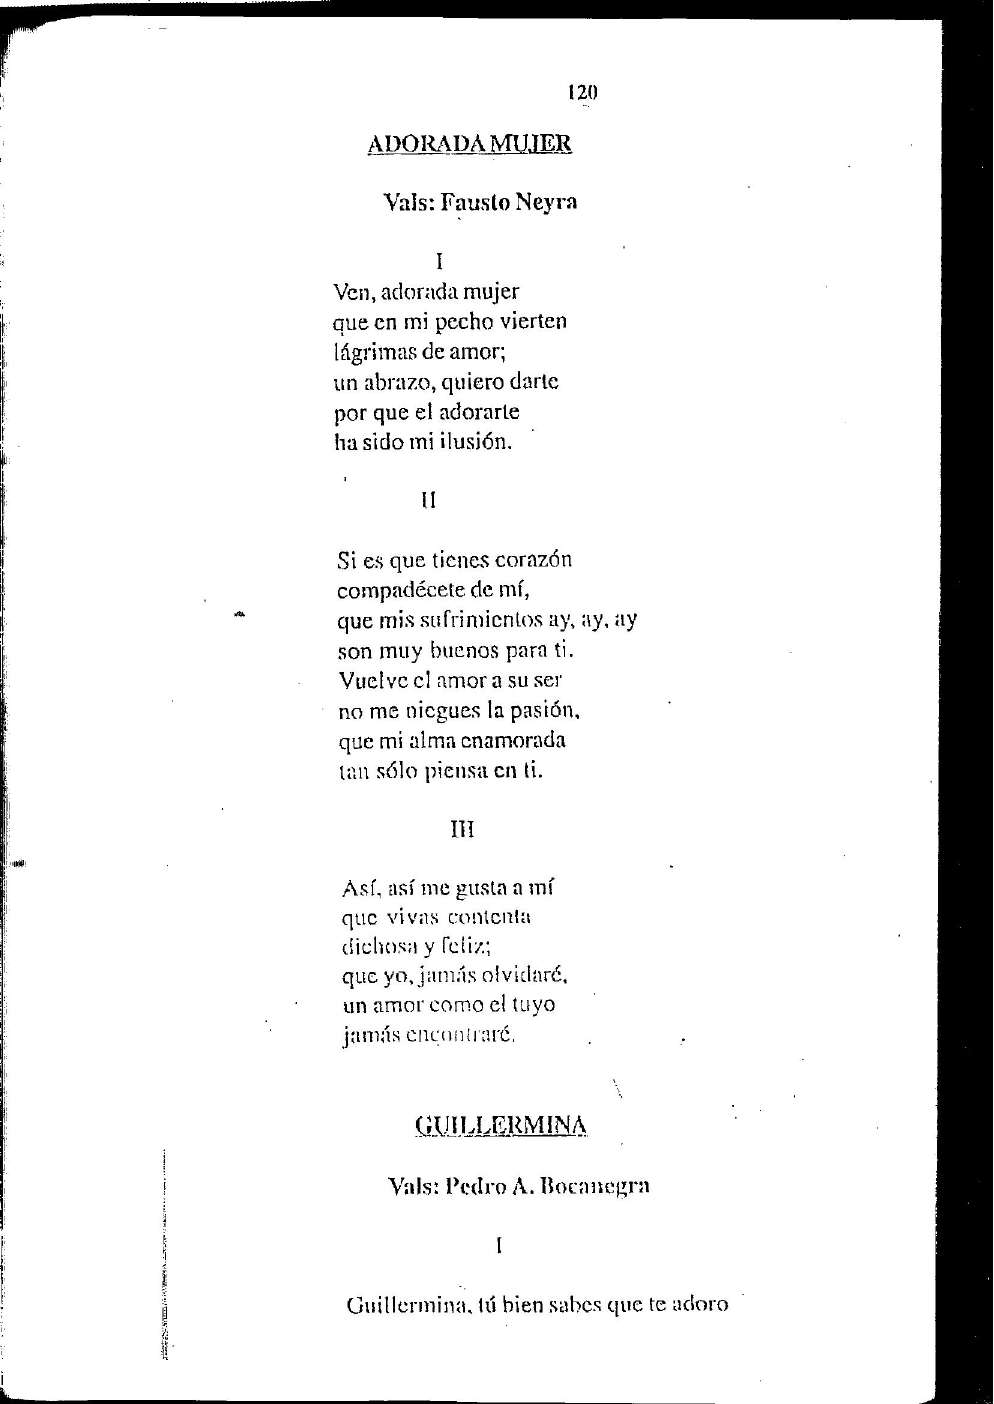 120
ADORADA MUJER
Vals: Fausto Neyra
I
Ven, adorada mujer
que en mi pecho vierten
lágrimas de amor;
un abrazo, quiero darte
por que el adorarte
ha sido mi ilusión.
II
Si es que tienes corazón
compadécete de mí,
que mis sufrimientos ay, ay, ay
son muy buenos para ti.
Vuelve el amor a su ser
no me niegues la pasión,
que mi alma enamorada
tan sólo piensa en ti.
III
Así, así me gusta a mí
que vivas contenta
dichosa y feliz;
que yo, jamás olvidaré,
un amor como el tuyo
jamás encontraré.
GUILLERMINA
Vals: Pedro A. Bocanegra
I
Guillermina, tú bien sabes que te adoro